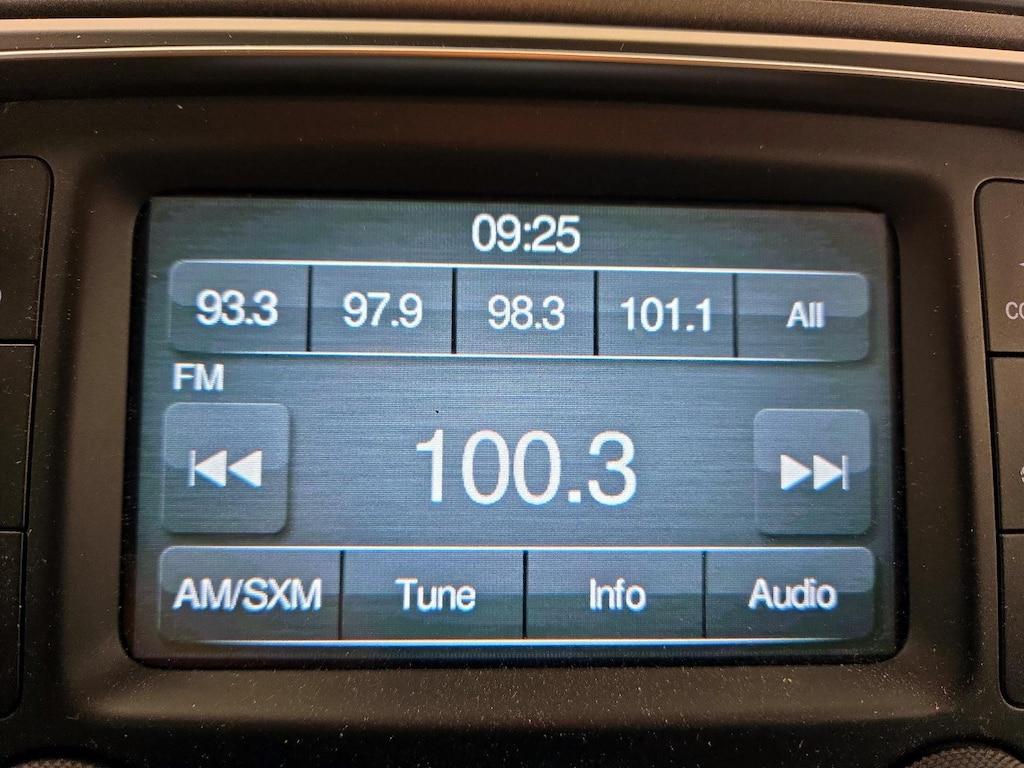 09:25
93.3 97.9 98.3 101.1 All
FM
100.3
AM/SXM Tune Info Audio